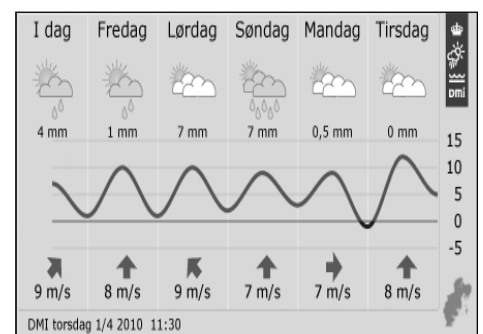 I dag Fredag Lørdag Søndag Mandag Tirsdag
DMI
4 mm 1 mm 7 mm 7 mm 0,5 mm 0 mm
15
10
5
0
-5
9 m/s 8 m/s 9 m/s 7 m/s 7 m/s 8 m/s
DMI torsdag 1/4 2010 11:30